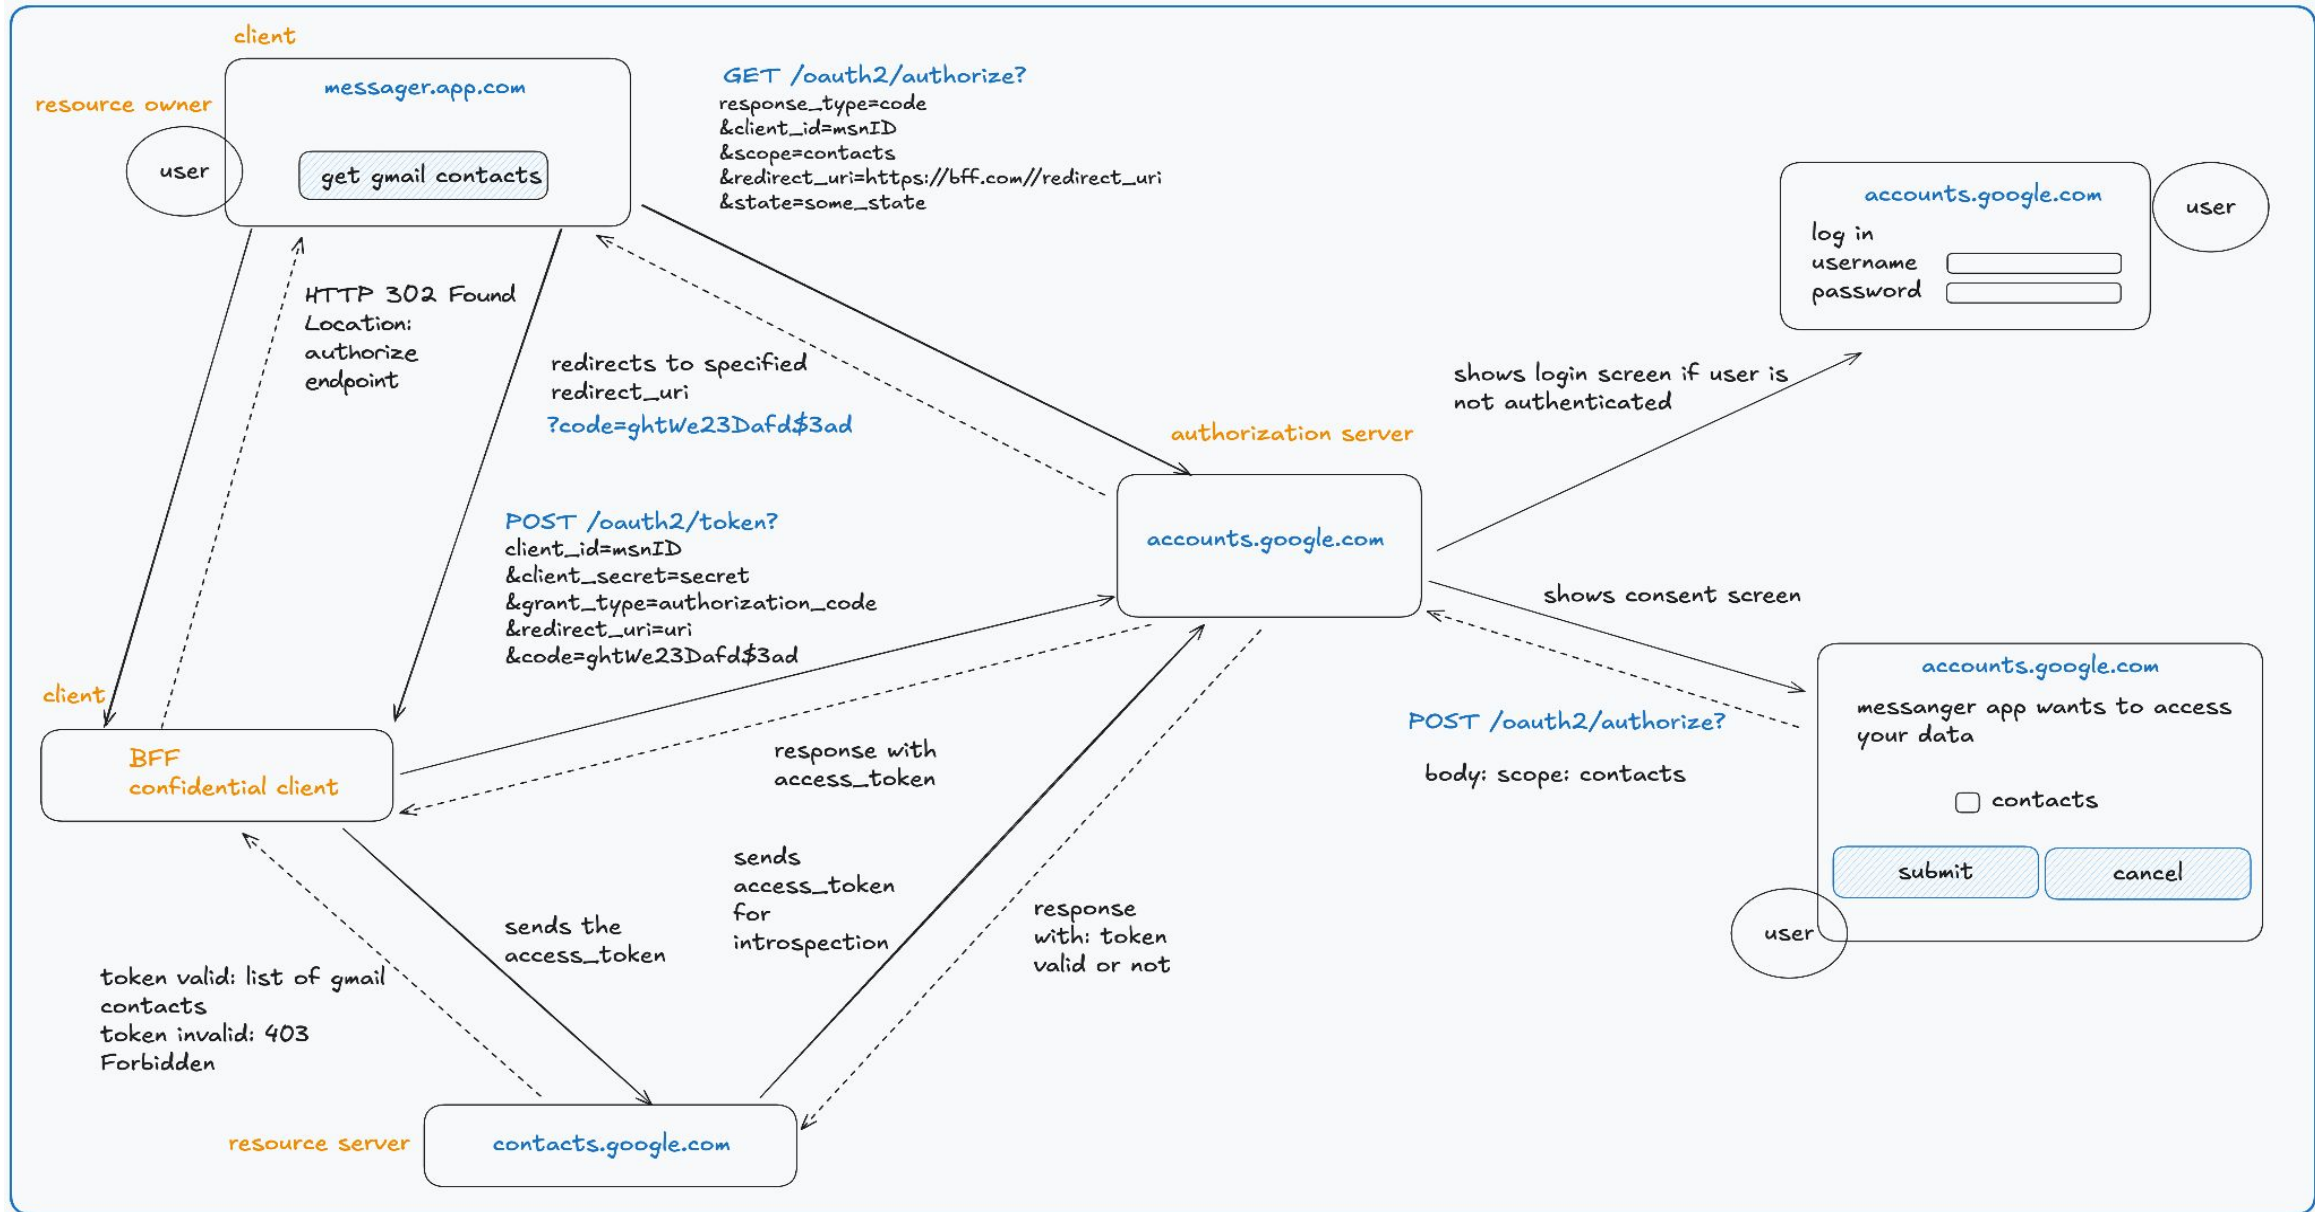 client
messager.app.com
resource owner
user
get gmail contacts
GET /oauth2/authorize?
response_type=code
&client_id=msnID
&scope=contacts
&redirect_uri=https://bff.com//redirect_uri
&state=some_state
accounts.google.com
user
log in
username
password
HTTP 302 Found
Location:
authorize
endpoint
redirects to specified
redirect_uri
?code=ghtWe23Dafd$3ad
shows login screen if user is
not authenticated
authorization server
accounts.google.com
POST /oauth2/token?
client_id=msnID
&client_secret=secret
&grant_type=authorization_code
&redirect_uri=uri
&code=ghtWe23Dafd$3ad
shows consent screen
client
BFF
confidential client
response with
access_token
POST /oauth2/authorize?
body: scope: contacts
accounts.google.com
messanger app wants to access
your data
contacts
submit
cancel
user
sends
access_token
for
introspection
response
with: token
valid or not
sends the
access_token
token valid: list of gmail
contacts
token invalid: 403
Forbidden
resource server
contacts.google.com